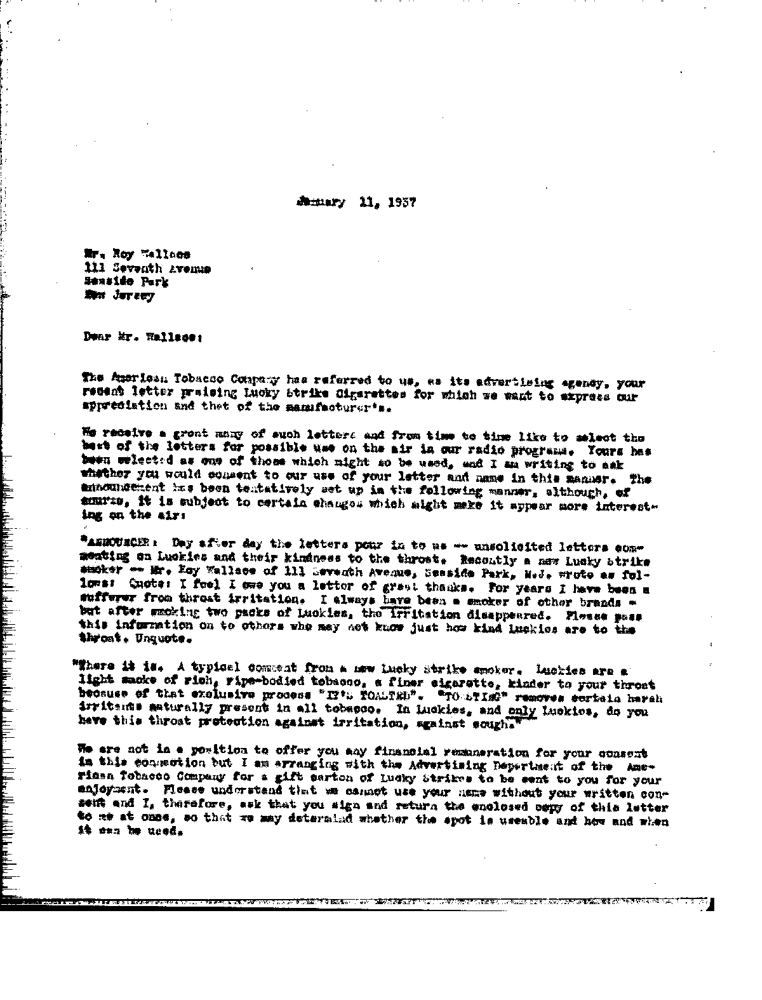 January 11, 1937
Mr. Roy Wallace
111 Seventh Avenue
Seaside Park
New Jersey
Dear Mr. Wallace:
The American Tobacco Company has referred to us, as its advertising agency, your
recent letter praising Lucky Strike Cigarettes for which we want to express our
appreciation and that of the manufacturer's.
We receive a great many of such letters and from time to time like to select the
best of the letters for possible use on the air in our radio programs. Yours has
been selected as one of those which might so be used, and I am writing to ask
whether you would consent to our use of your letter and name in this manner. The
announcement has been tentatively set up in the following manner, although, of
course, it is subject to certain changes which might make it appear more interest-
ing on the air:
"ANNOUNCER: Day after day the letters pour in to us -- unsolicited letters com-
menting on Luckies and their kindness to the throat. Recently a new Lucky Strike
smoker -- Mr. Roy Wallace of 111 Seventh Avenue, Seaside Park, N.J. wrote as fol-
lows: Quote: I feel I owe you a letter of great thanks. For years I have been a
sufferer from throat irritation. I always have been a smoker of other brands -
but after smoking two packs of Luckies, the irritation disappeared. Please pass
this information on to others who may not know just how kind Luckies are to the
throat. Unquote.
"There it is. A typical comment from a new Lucky Strike smoker. Luckies are a
light smoke of rich, ripe-bodied tobacco, a finer cigarette, kinder to your throat
because of that exclusive process "IT'S TOASTED". "TOASTING" removes certain harsh
irritants naturally present in all tobacco. In Luckies, and only Luckies, do you
have this throat protection against irritation, against cough."
We are not in a position to offer you any financial remuneration for your consent
in this connection but I am arranging with the Advertising Department of the Ame-
rican Tobacco Company for a gift carton of Lucky Strikes to be sent to you for your
enjoyment. Please understand that we cannot use your name without your written con-
sent and I, therefore, ask that you sign and return the enclosed copy of this letter
to me at once, so that we may determind whether the spot is useable and how and when
it can be used.